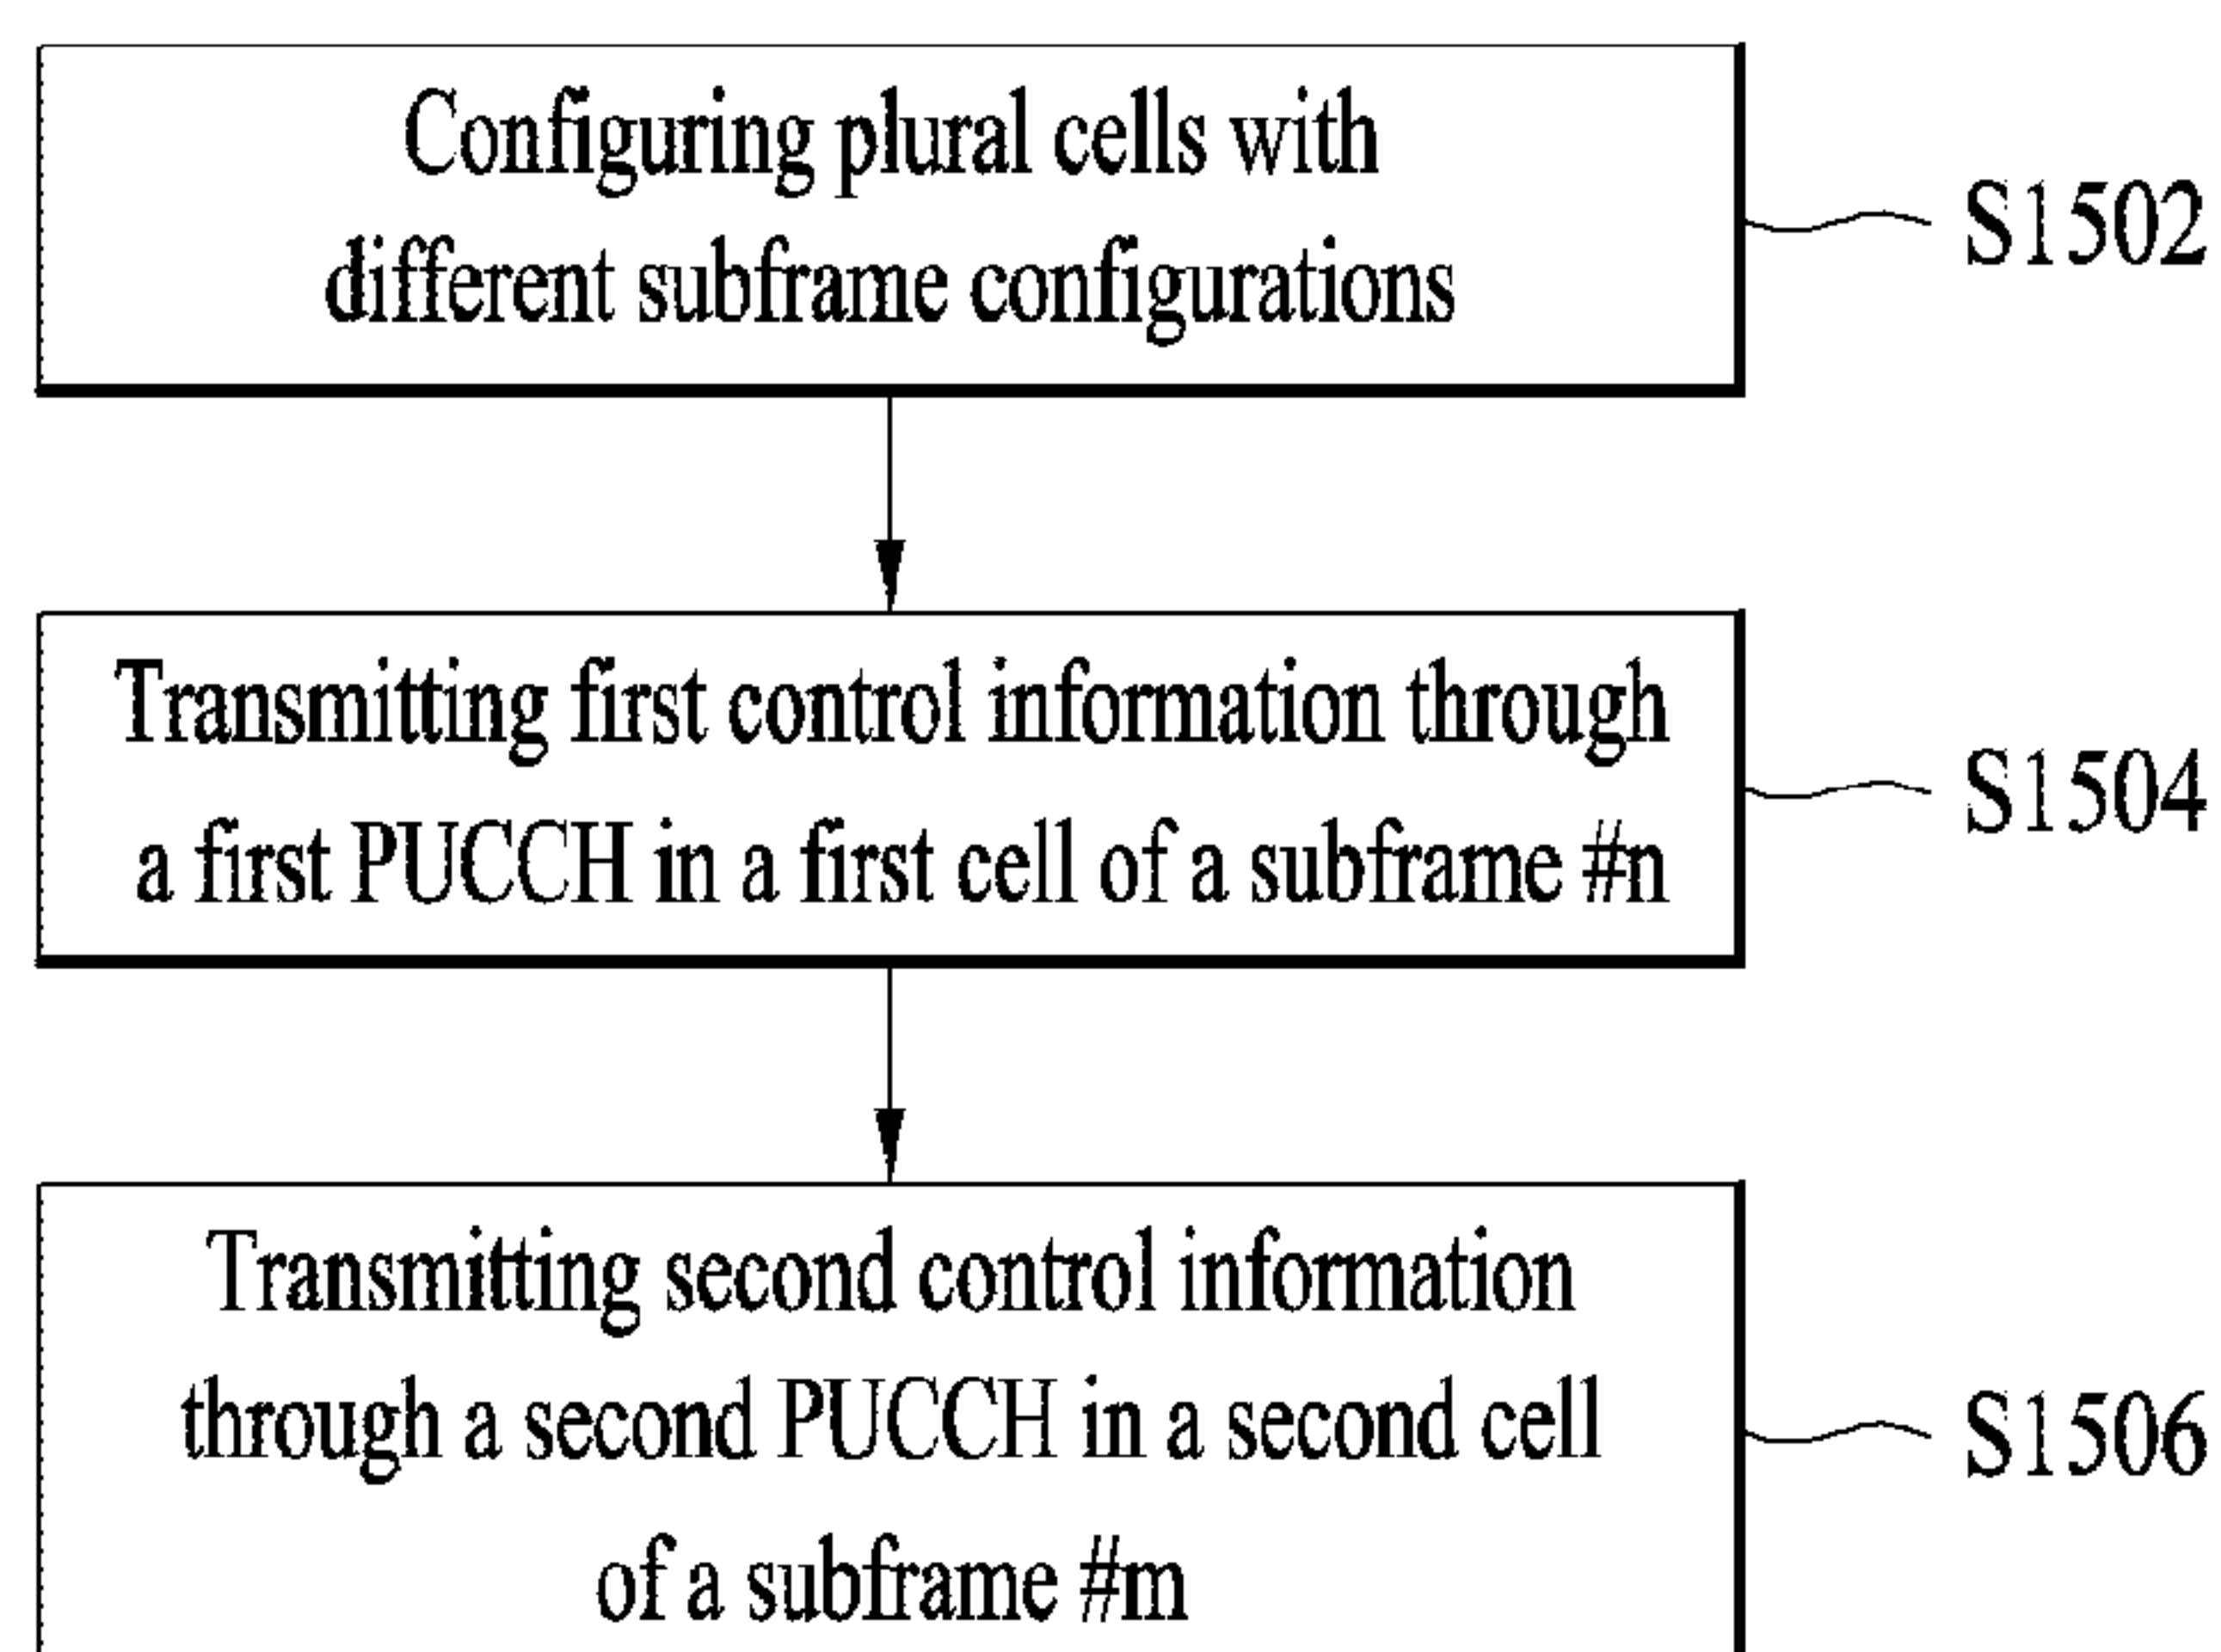 Configuring plural cells with
different subframe configurations
S1502
Transmitting first control information through
a first PUCCH in a first cell of a subframe #n
S1504
Transmitting second control information
through a second PUCCH in a second cell
of a subframe #m
S1506